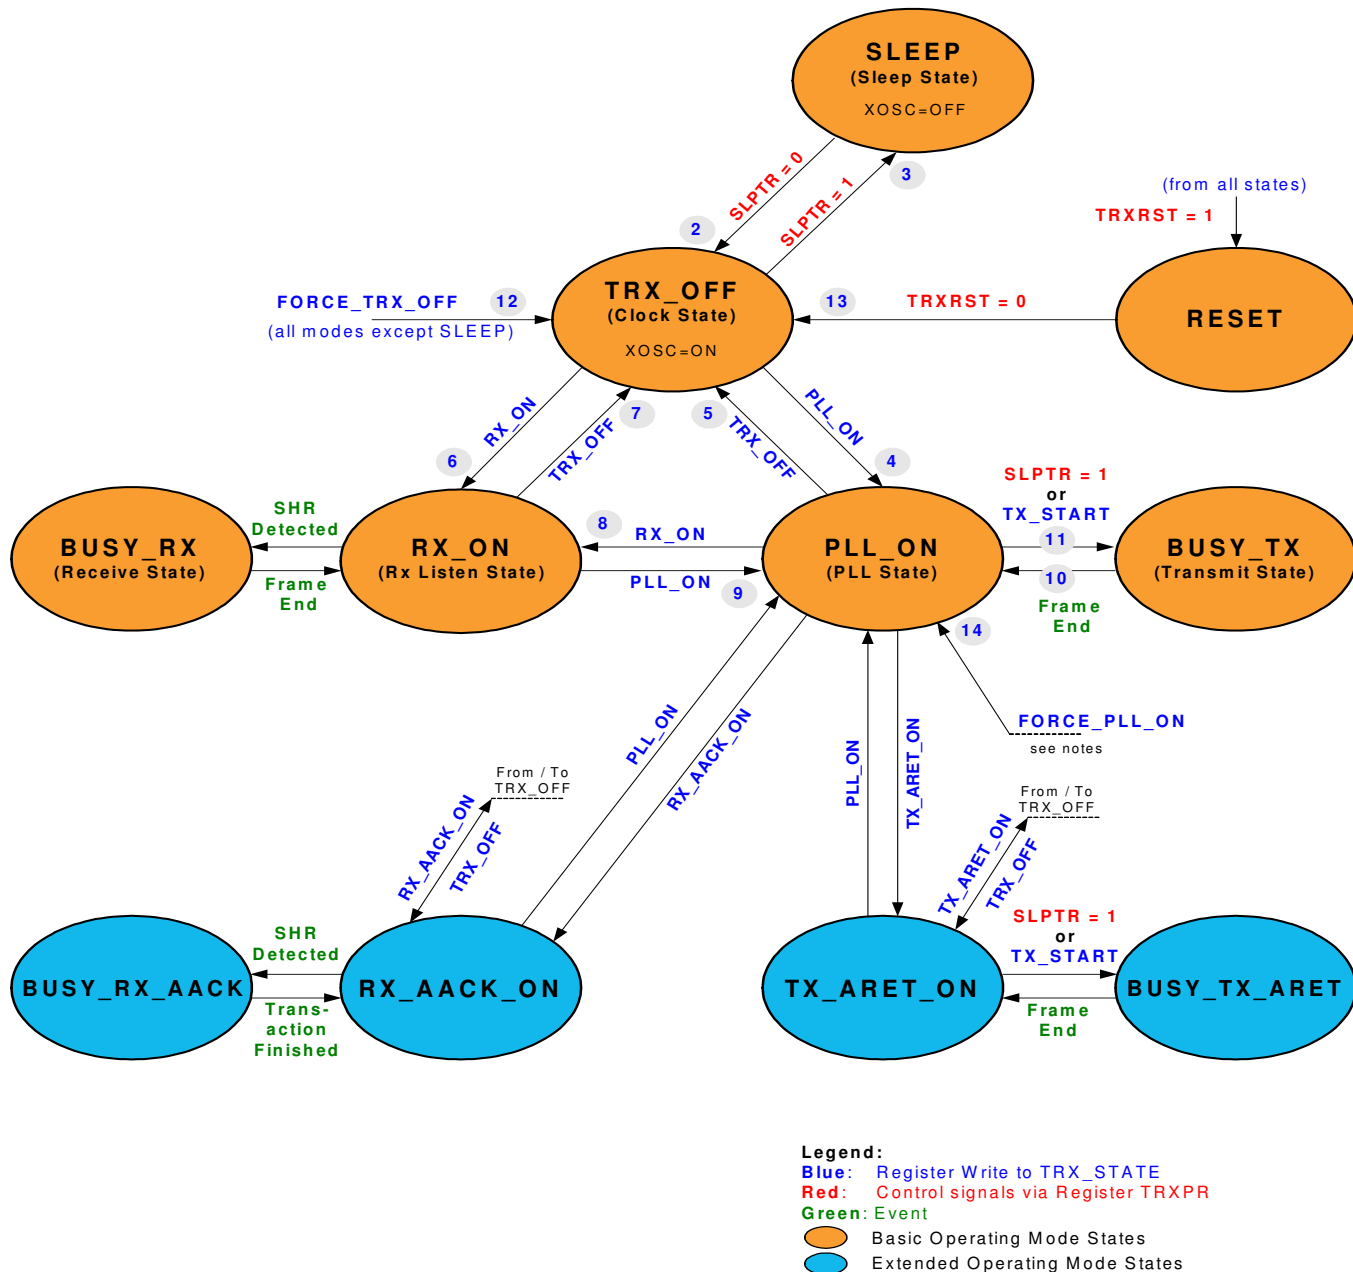 SLEEP
(Sleep State)
XOSC=OFF
SLPTR = 0
SLPTR = 1
3
2
(from all states)
TRXRST = 1
FORCE_TRX_OFF
12
(all modes except SLEEP)
TRX_OFF
(Clock State)
XOSC=ON
13
TRXRST = 0
RESET
RX_ON
7
TRX_OFF
5
TRX_OFF
PLL_ON
6
4
SHR
Detected
BUSY_RX
(Receive State)
Frame
End
RX_ON
(Rx Listen State)
8
RX_ON
PLL_ON
9
PLL_ON
(PLL State)
SLPTR = 1
or
TX_START
11
10
Frame
End
BUSY_TX
(Transmit State)
14
FORCE_PLL_ON
see notes
PLL_ON
RX_AACK_ON
PLL_ON
TX_ARET_ON
From / To
TRX_OFF
RX_AACK_ON
TRX_OFF
From / To
TRX_OFF
TX_ARET_ON
TRX_OFF
SHR
Detected
BUSY_RX_AACK
Trans-
action
Finished
RX_AACK_ON
TX_ARET_ON
SLPTR = 1
or
TX_START
Frame
End
BUSY_TX_ARET
Legend:
Blue: Register Write to TRX_STATE
Red: Control signals via Register TRXPR
Green: Event
Basic Operating Mode States
Extended Operating Mode States